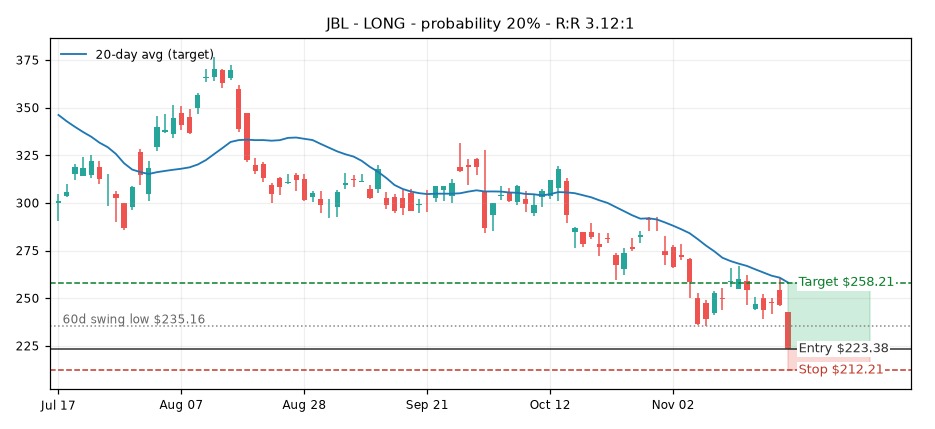 JBL - LONG - probability 20% - R:R 3.12:1
20-day avg (target)
375
350
325
300
275
250
225
Target $258.21
60d swing low $235.16
Entry $223.38
Stop $212.21
Jul 17
Aug 07
Aug 28
Sep 21
Oct 12
Nov 02